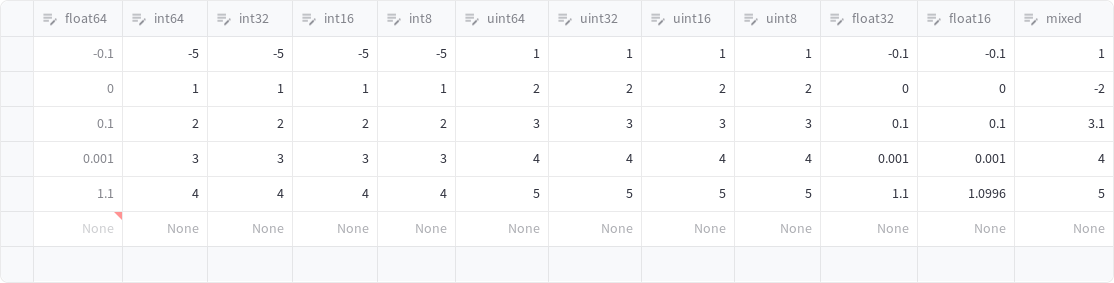 float64 int64 int32 int16 int8 uint64 uint32 uint16 uint8 float32 float16 mixed
-0.1 -5 -5 -5 -5 1 1 1 1 -0.1 -0.1 1
0 1 1 1 1 2 2 2 2 0 0 -2
0.1 2 2 2 2 3 3 3 3 0.1 0.1 3.1
0.001 3 3 3 3 4 4 4 4 0.001 0.001 4
1.1 4 4 4 4 5 5 5 5 1.1 1.0996 5
None None None None None None None None None None None None